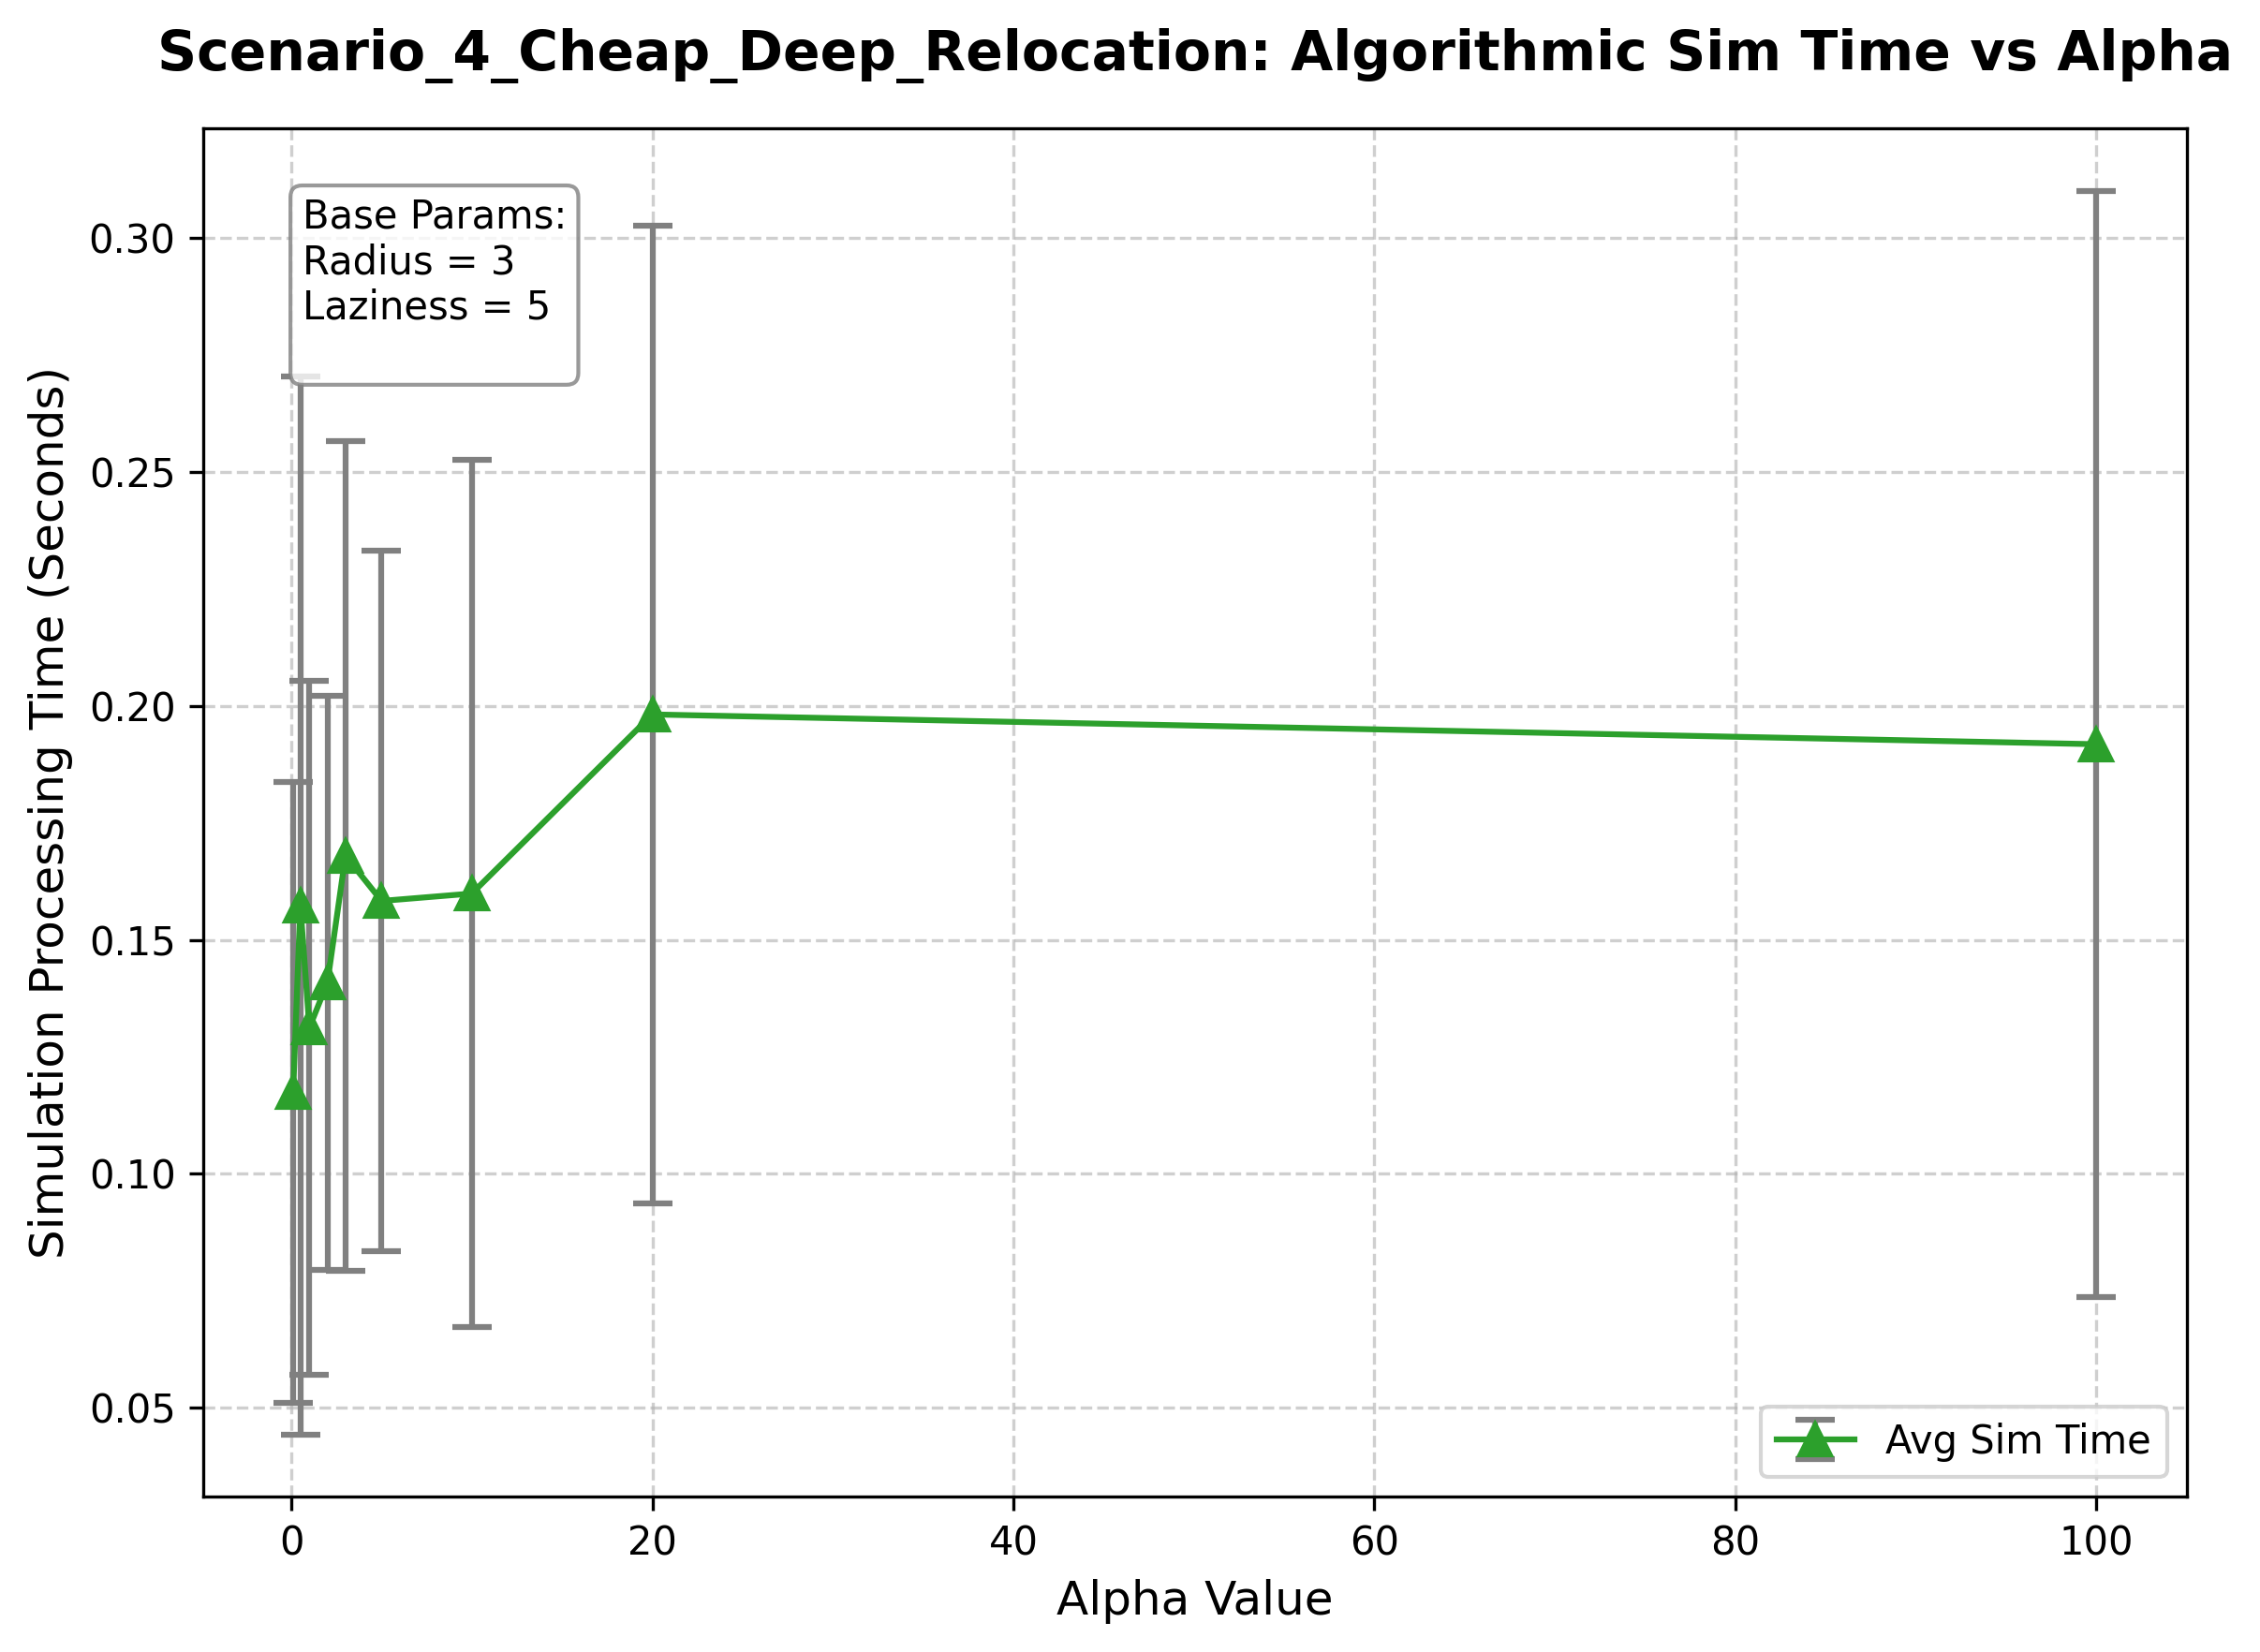 Scenario_4_Cheap_Deep_Relocation: Algorithmic Sim Time vs Alpha
Base Params:
Radius = 3
Laziness = 5
Simulation Processing Time (Seconds)
0.30
0.25
0.20
0.15
0.10
0.05
Avg Sim Time
0 20 40 60 80 100
Alpha Value